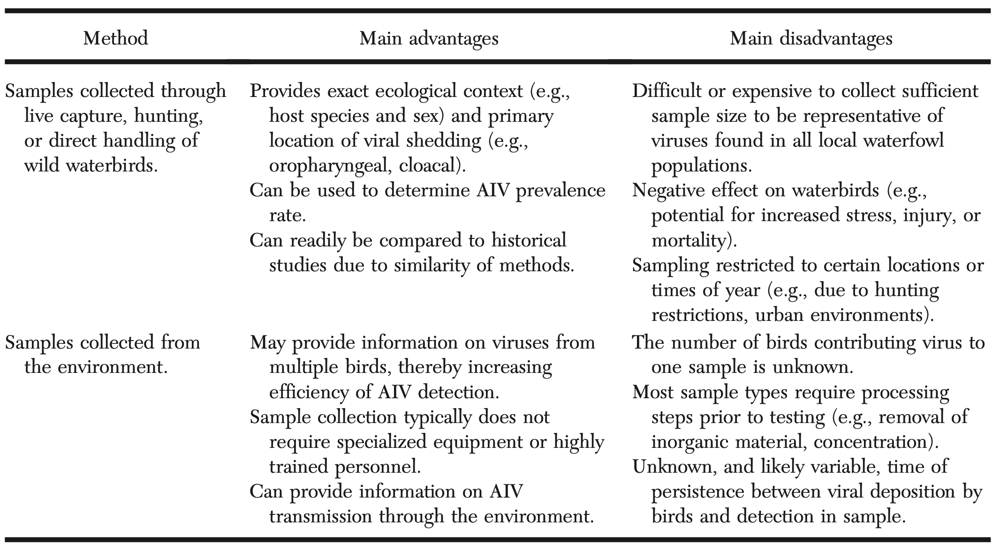 Method
Main advantages
Main disadvantages
Samples collected through
live capture, hunting,
or direct handling of
wild waterbirds.
Provides exact ecological context (e.g.,
host species and sex) and primary
location of viral shedding (e.g.,
oropharyngeal, cloacal).
Can be used to determine AIV prevalence
rate.
Can readily be compared to historical
studies due to similarity of methods.
Difficult or expensive to collect sufficient
sample size to be representative of
viruses found in all local waterfowl
populations.
Negative effect on waterbirds (e.g.,
potential for increased stress, injury, or
mortality).
Sampling restricted to certain locations or
times of year (e.g., due to hunting
restrictions, urban environments).
Samples collected from
the environment.
May provide information on viruses from
multiple birds, thereby increasing
efficiency of AIV detection.
Sample collection typically does not
require specialized equipment or highly
trained personnel.
Can provide information on AIV
transmission through the environment.
The number of birds contributing virus to
one sample is unknown.
Most sample types require processing
steps prior to testing (e.g., removal of
inorganic material, concentration).
Unknown, and likely variable, time of
persistence between viral deposition by
birds and detection in sample.